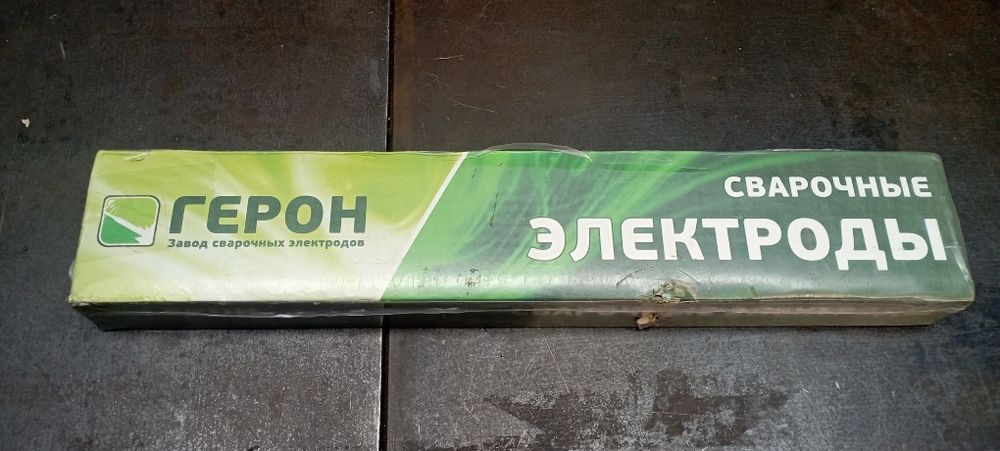 ГЕРОН
Завод сварочных электродов
СВАРОЧНЫЕ
ЭЛЕКТРОДЫ